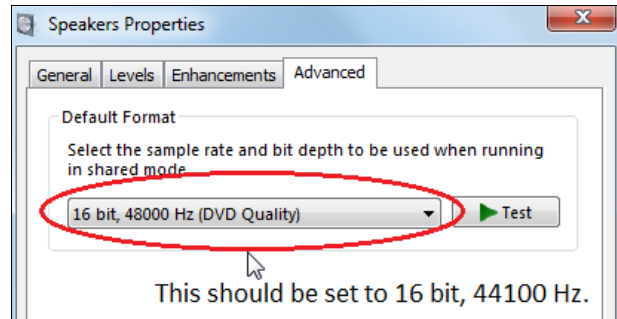 Speakers Properties
General Levels Enhancements Advanced
Default Format
Select the sample rate and bit depth to be used when running
in shared mode.
16 bit, 48000 Hz (DVD Quality)
Test
This should be set to 16 bit, 44100 Hz.